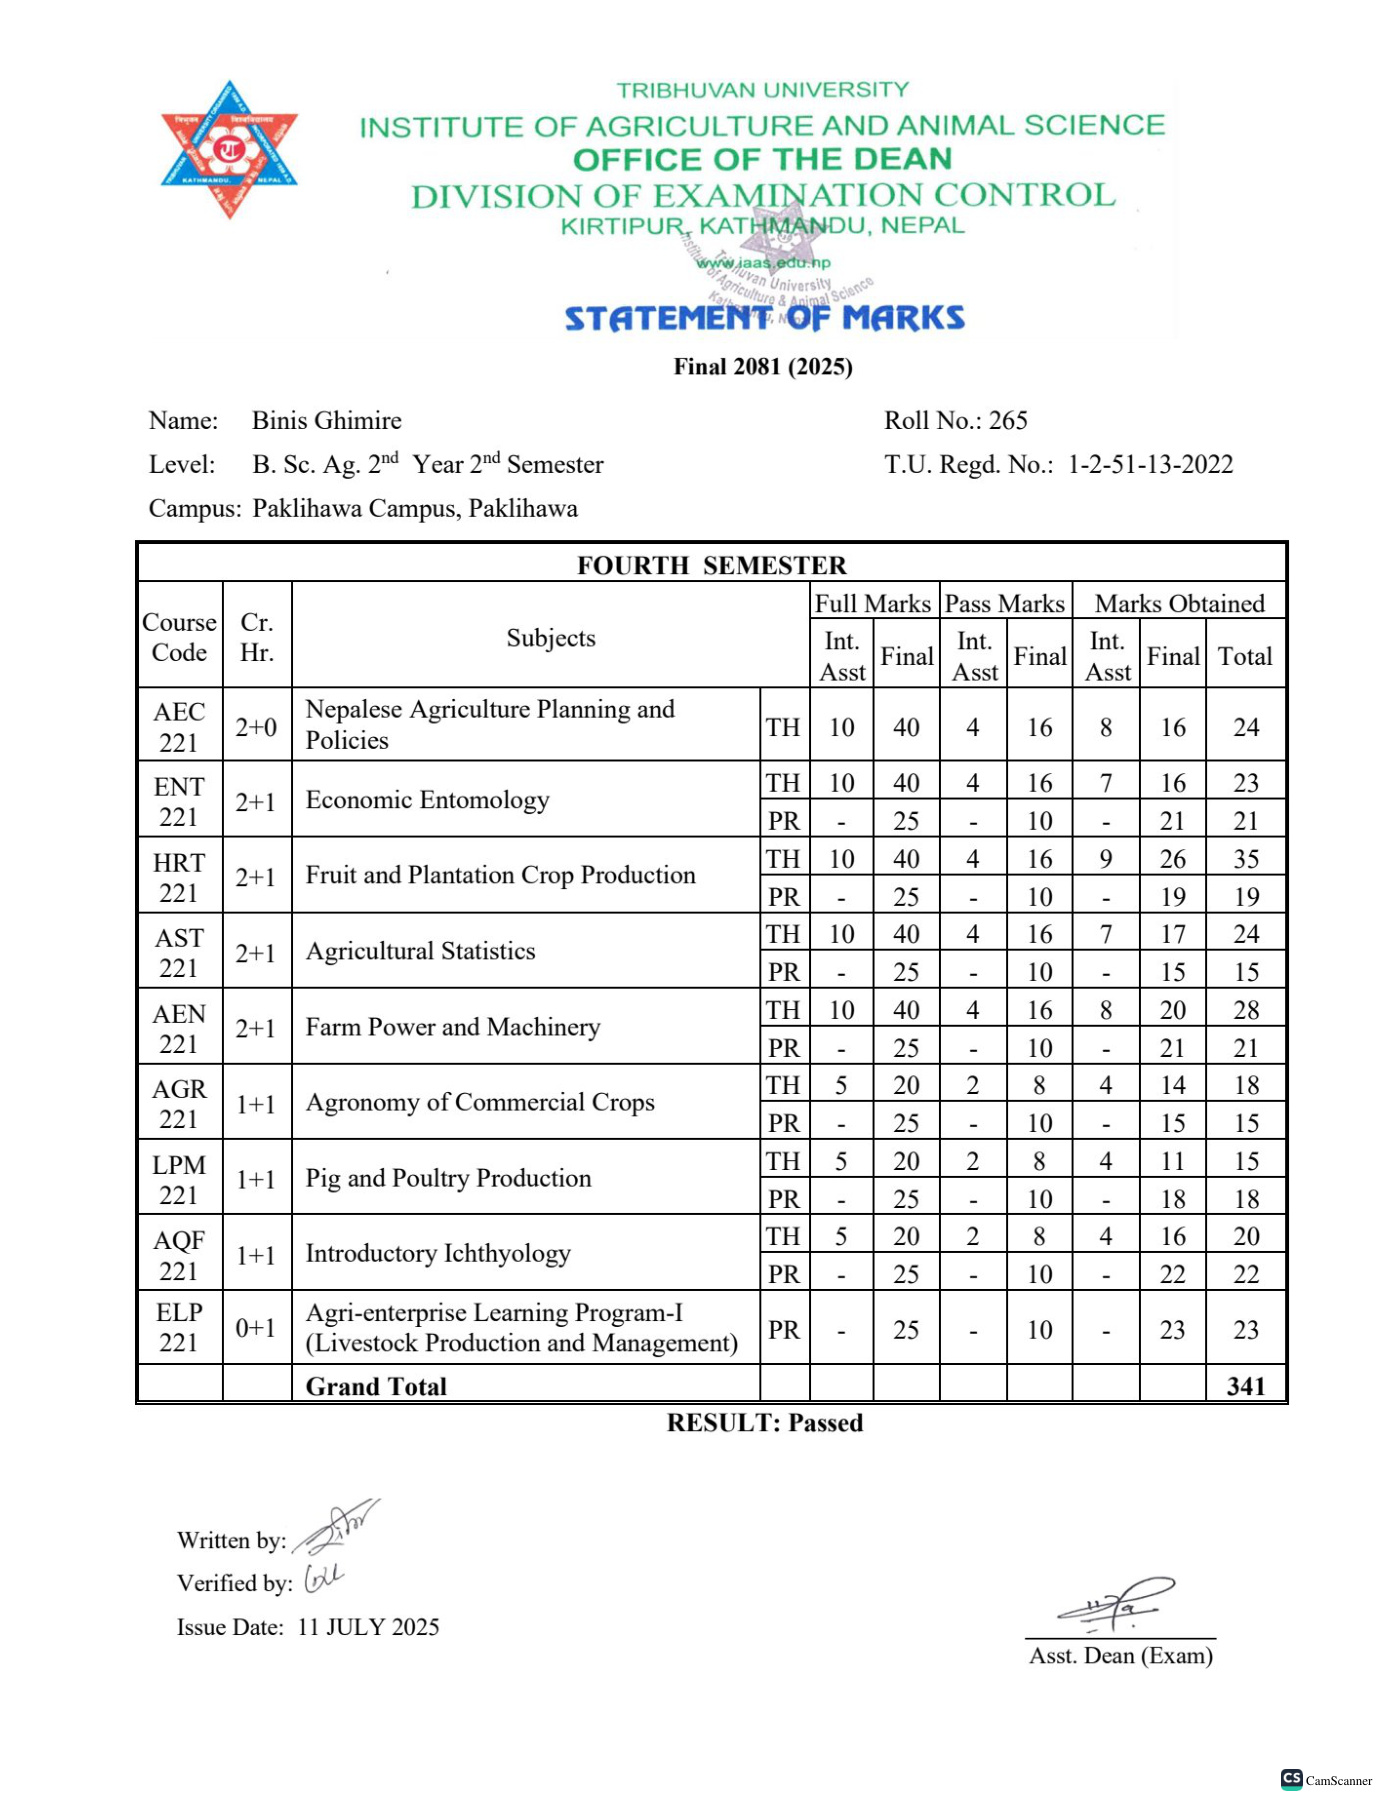 TRIBHUVAN UNIVERSITY
INSTITUTE OF AGRICULTURE AND ANIMAL SCIENCE
OFFICE OF THE DEAN
DIVISION OF EXAMINATION CONTROL
KIRTIPUR, KATHMANDU, NEPAL
www.iaas.edu.np
Tribhuvan University
Institute of Agriculture & Animal Science
Kathmandu, Nepal
STATEMENT OF MARKS
Final 2081 (2025)
Name: Binis Ghimire Roll No.: 265
Level: B. Sc. Ag. 2nd Year 2nd Semester T.U. Regd. No.: 1-2-51-13-2022
Campus: Paklihawa Campus, Paklihawa
FOURTH SEMESTER
Course Code Cr. Hr. Subjects Full Marks Pass Marks Marks Obtained
Int. Asst Final Int. Asst Final Int. Asst Final Total
AEC 221 2+0 Nepalese Agriculture Planning and Policies TH 10 40 4 16 8 16 24
ENT 221 2+1 Economic Entomology TH 10 40 4 16 7 16 23
PR - 25 - 10 - 21 21
HRT 221 2+1 Fruit and Plantation Crop Production TH 10 40 4 16 9 26 35
PR - 25 - 10 - 19 19
AST 221 2+1 Agricultural Statistics TH 10 40 4 16 7 17 24
PR - 25 - 10 - 15 15
AEN 221 2+1 Farm Power and Machinery TH 10 40 4 16 8 20 28
PR - 25 - 10 - 21 21
AGR 221 1+1 Agronomy of Commercial Crops TH 5 20 2 8 4 14 18
PR - 25 - 10 - 15 15
LPM 221 1+1 Pig and Poultry Production TH 5 20 2 8 4 11 15
PR - 25 - 10 - 18 18
AQF 221 1+1 Introductory Ichthyology TH 5 20 2 8 4 16 20
PR - 25 - 10 - 22 22
ELP 221 0+1 Agri-enterprise Learning Program-I (Livestock Production and Management) PR - 25 - 10 - 23 23
Grand Total 341
RESULT: Passed
Written by:
Verified by:
Issue Date: 11 JULY 2025
Asst. Dean (Exam)
CS CamScanner